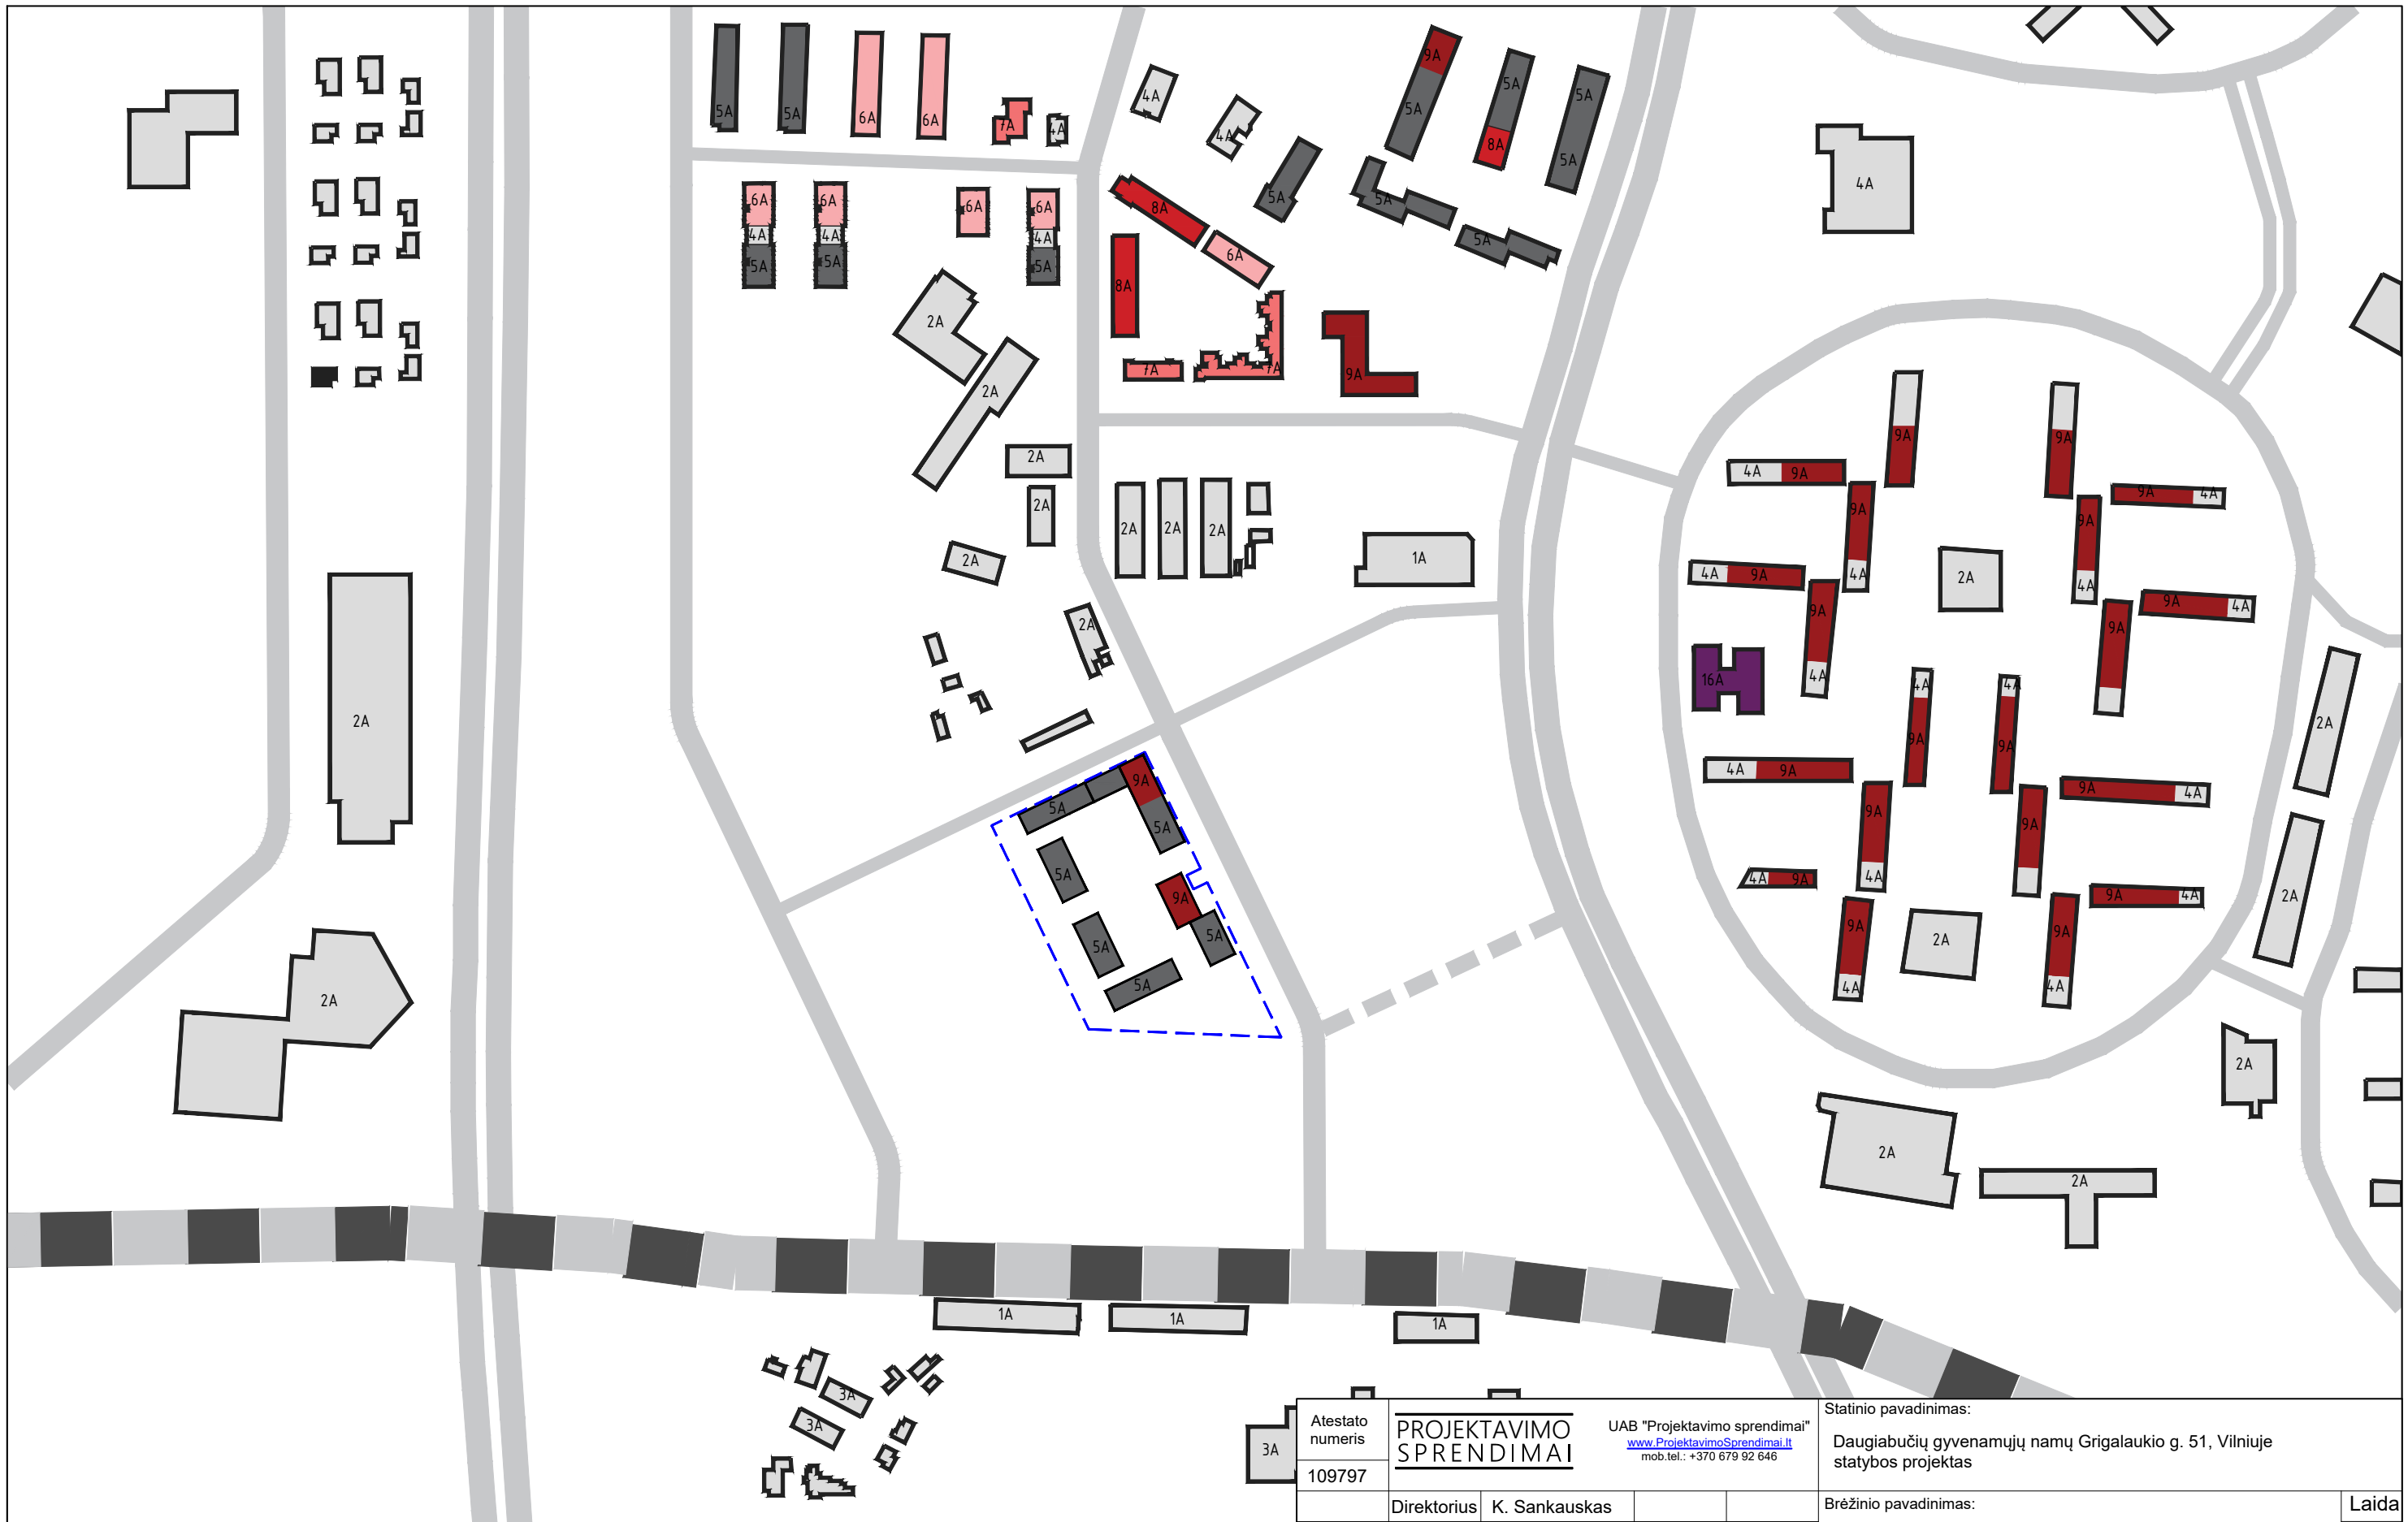 5A
5A
6A
6A
7A
4A
4A
4A
5A
9A
5A
5A
8A
5A
5A
5A
5A
4A
6A
4A
5A
6A
4A
5A
6A
6A
4A
5A
8A
6A
8A
7A
7A
9A
2A
2A
2A
2A
2A
2A
2A
2A
2A
1A
2A
2A
9A
9A
4A 9A
9A 4A
9A
4A
9A
4A
2A
4A 9A
9A 4A
9A
4A
9A
16A
4A
9A
4A
9A
4A 9A
9A 4A
9A
4A
9A
4A 9A
9A 4A
9A
4A
9A
4A
2A
2A
2A
5A
9A
5A
5A
9A
5A
5A
5A
2A
2A
2A
2A
1A
1A
1A
3A
3A
3A
Atestato
numeris
109797
PROJEKTAVIMO
SPRENDIMAI
UAB "Projektavimo sprendimai"
www.ProjektavimoSprendimai.lt
mob.tel.: +370 679 92 646
Statinio pavadinimas:
Daugiabučių gyvenamųjų namų Grigalaukio g. 51, Vilniuje
statybos projektas
Direktorius K. Sankauskas
Brėžinio pavadinimas:
Laida